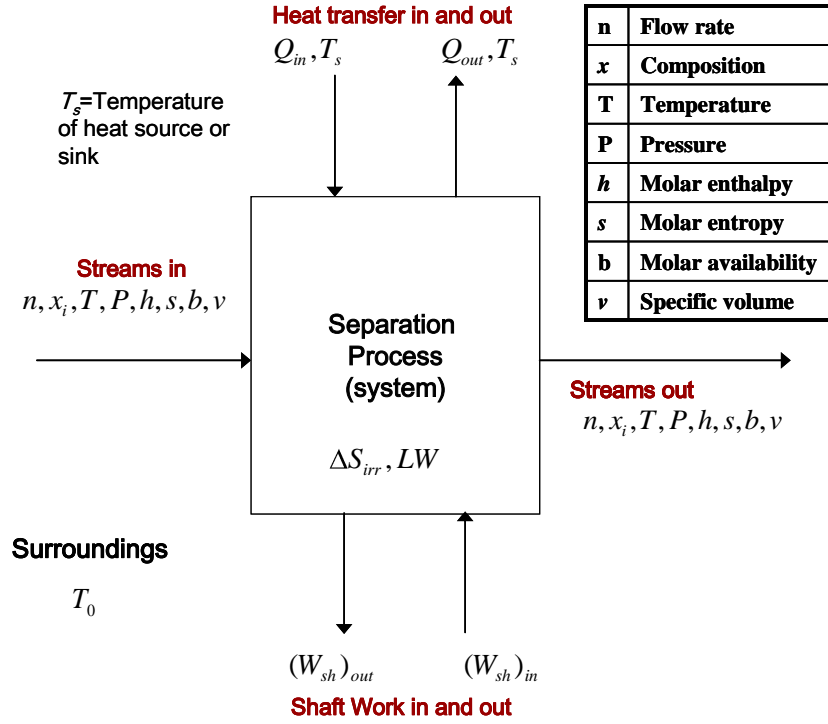 Heat transfer in and out
Q_in, T_s
Q_out, T_s
T_s=Temperature
of heat source or
sink
n Flow rate
x Composition
T Temperature
P Pressure
h Molar enthalpy
s Molar entropy
b Molar availability
v Specific volume
Streams in
n, x_i, T, P, h, s, b, v
Separation
Process
(system)
ΔS_irr, LW
Streams out
n, x_i, T, P, h, s, b, v
Surroundings
T_0
(W_sh)_out
(W_sh)_in
Shaft Work in and out